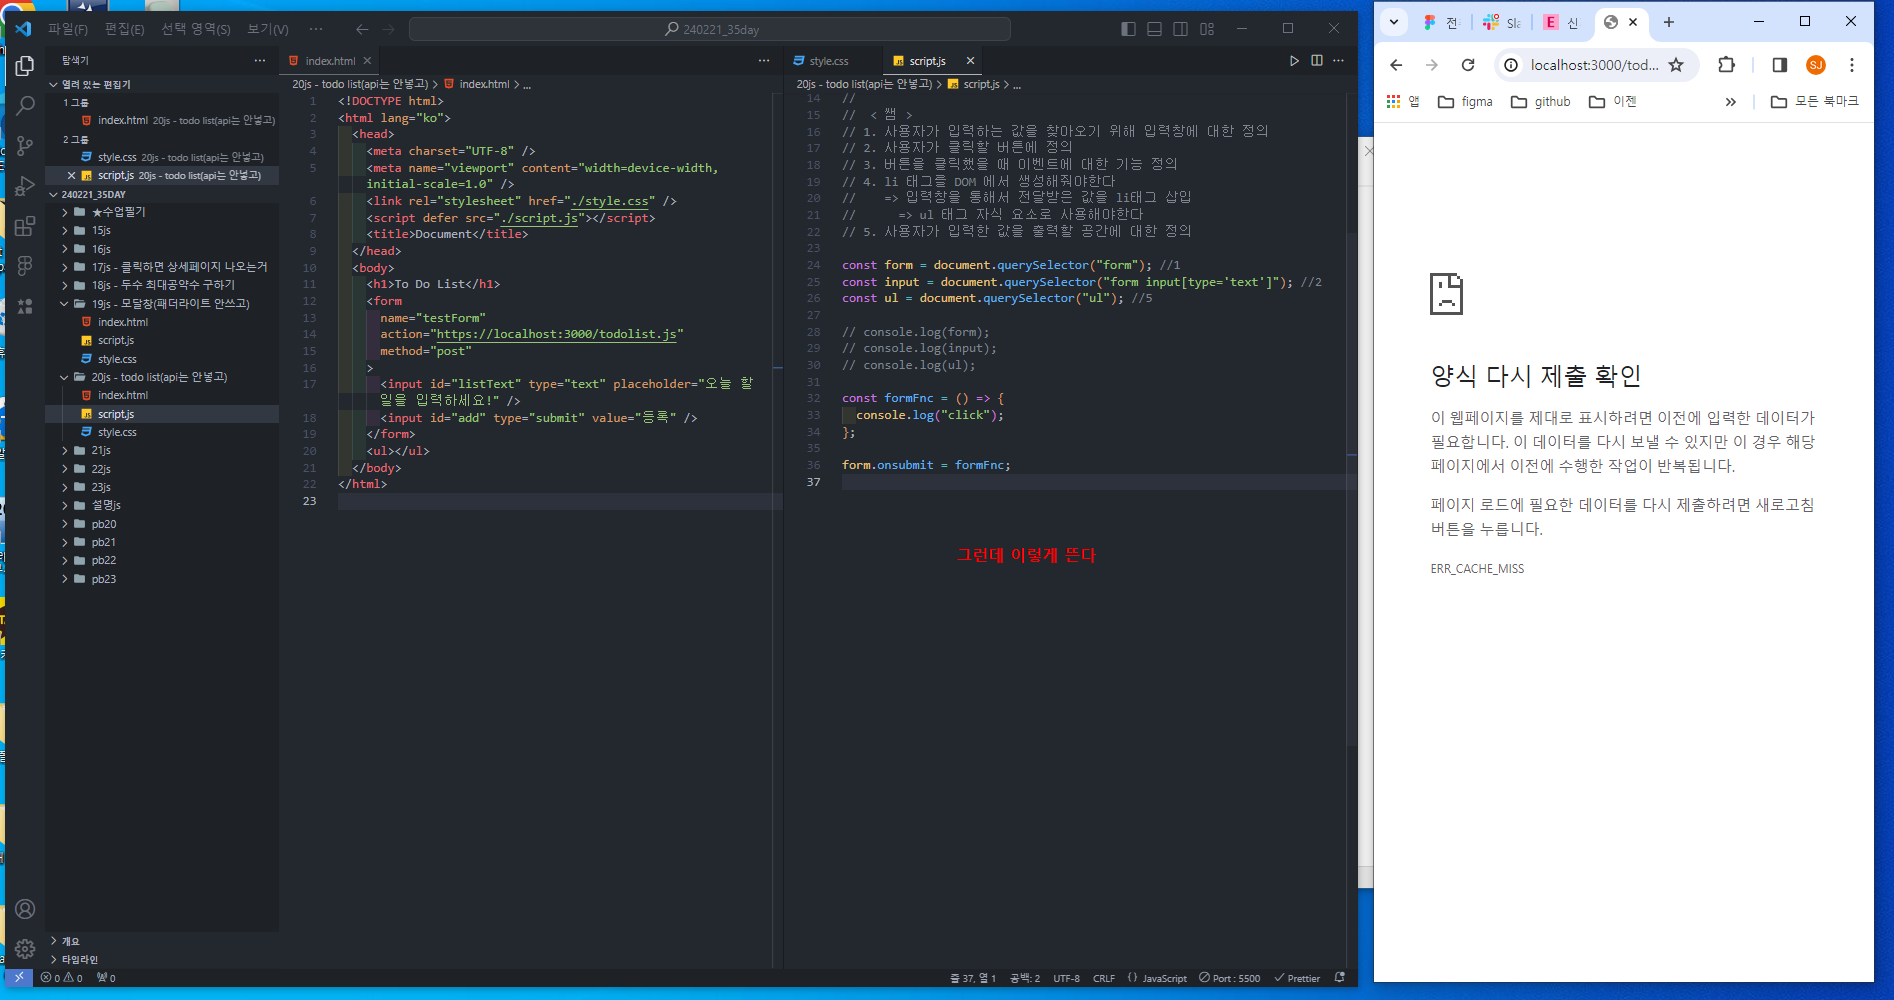 파일(F) 편집(E) 선택 영역(S) 보기(V) ··· 240221_35day
탐색기 ···
열려 있는 편집기
1 그룹
index.html 20js - todo list(api는 안넣고)
2 그룹
style.css 20js - todo list(api는 안넣고)
script.js 20js - todo list(api는 안넣고)
240221_35DAY
★수업필기
15js
16js
17js - 클릭하면 상세페이지 나오는거
18js - 두수 최대공약수 구하기
19js - 모달창(패더라이트 안쓰고)
index.html
script.js
style.css
20js - todo list(api는 안넣고)
index.html
script.js
style.css
21js
22js
23js
설명js
pb20
pb21
pb22
pb23
개요
타임라인
index.html
20js - todo list(api는 안넣고) > index.html > ...
1 <!DOCTYPE html>
2 <html lang="ko">
3 <head>
4 <meta charset="UTF-8" />
5 <meta name="viewport" content="width=device-width,
initial-scale=1.0" />
6 <link rel="stylesheet" href="./style.css" />
7 <script defer src="./script.js"></script>
8 <title>Document</title>
9 </head>
10 <body>
11 <h1>To Do List</h1>
12 <form
13 name="testForm"
14 action="https://localhost:3000/todolist.js"
15 method="post"
16 >
17 <input id="listText" type="text" placeholder="오늘 할
일을 입력하세요!" />
18 <input id="add" type="submit" value="등록" />
19 </form>
20 <ul></ul>
21 </body>
22 </html>
23
style.css script.js
20js - todo list(api는 안넣고) > script.js > ...
14 //
15 // < 쌤 >
16 // 1. 사용자가 입력하는 값을 찾아오기 위해 입력창에 대한 정의
17 // 2. 사용자가 클릭할 버튼에 정의
18 // 3. 버튼을 클릭했을 때 이벤트에 대한 기능 정의
19 // 4. li 태그를 DOM 에서 생성해줘야한다
20 // => 입력창을 통해서 전달받은 값을 li태그 삽입
21 // => ul 태그 자식 요소로 사용해야한다
22 // 5. 사용자가 입력한 값을 출력할 공간에 대한 정의
23
24 const form = document.querySelector("form"); //1
25 const input = document.querySelector("form input[type='text']"); //2
26 const ul = document.querySelector("ul"); //5
27
28 // console.log(form);
29 // console.log(input);
30 // console.log(ul);
31
32 const formFnc = () => {
33 console.log("click");
34 };
35
36 form.onsubmit = formFnc;
37
그런데 이렇게 뜬다
0 0 0 줄 37, 열 1 공백: 2 UTF-8 CRLF {} JavaScript Port : 5500 Prettier
전 Sla 신
localhost:3000/tod... SJ
앱 figma github 이젠 모든 북마크
양식 다시 제출 확인
이 웹페이지를 제대로 표시하려면 이전에 입력한 데이터가
필요합니다. 이 데이터를 다시 보낼 수 있지만 이 경우 해당
페이지에서 이전에 수행한 작업이 반복됩니다.
페이지 로드에 필요한 데이터를 다시 제출하려면 새로고침
버튼을 누릅니다.
ERR_CACHE_MISS